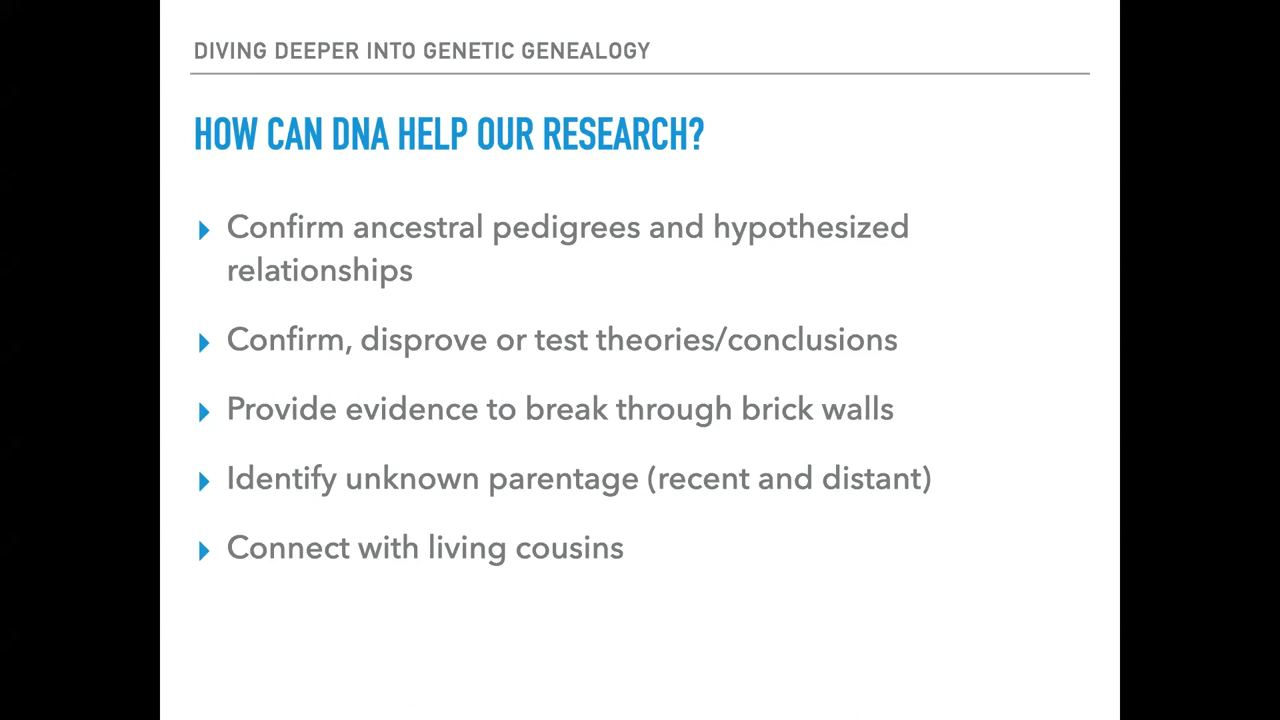 DIVING DEEPER INTO GENETIC GENEALOGY
HOW CAN DNA HELP OUR RESEARCH?
Confirm ancestral pedigrees and hypothesized
relationships
Confirm, disprove or test theories/conclusions
Provide evidence to break through brick walls
Identify unknown parentage (recent and distant)
Connect with living cousins